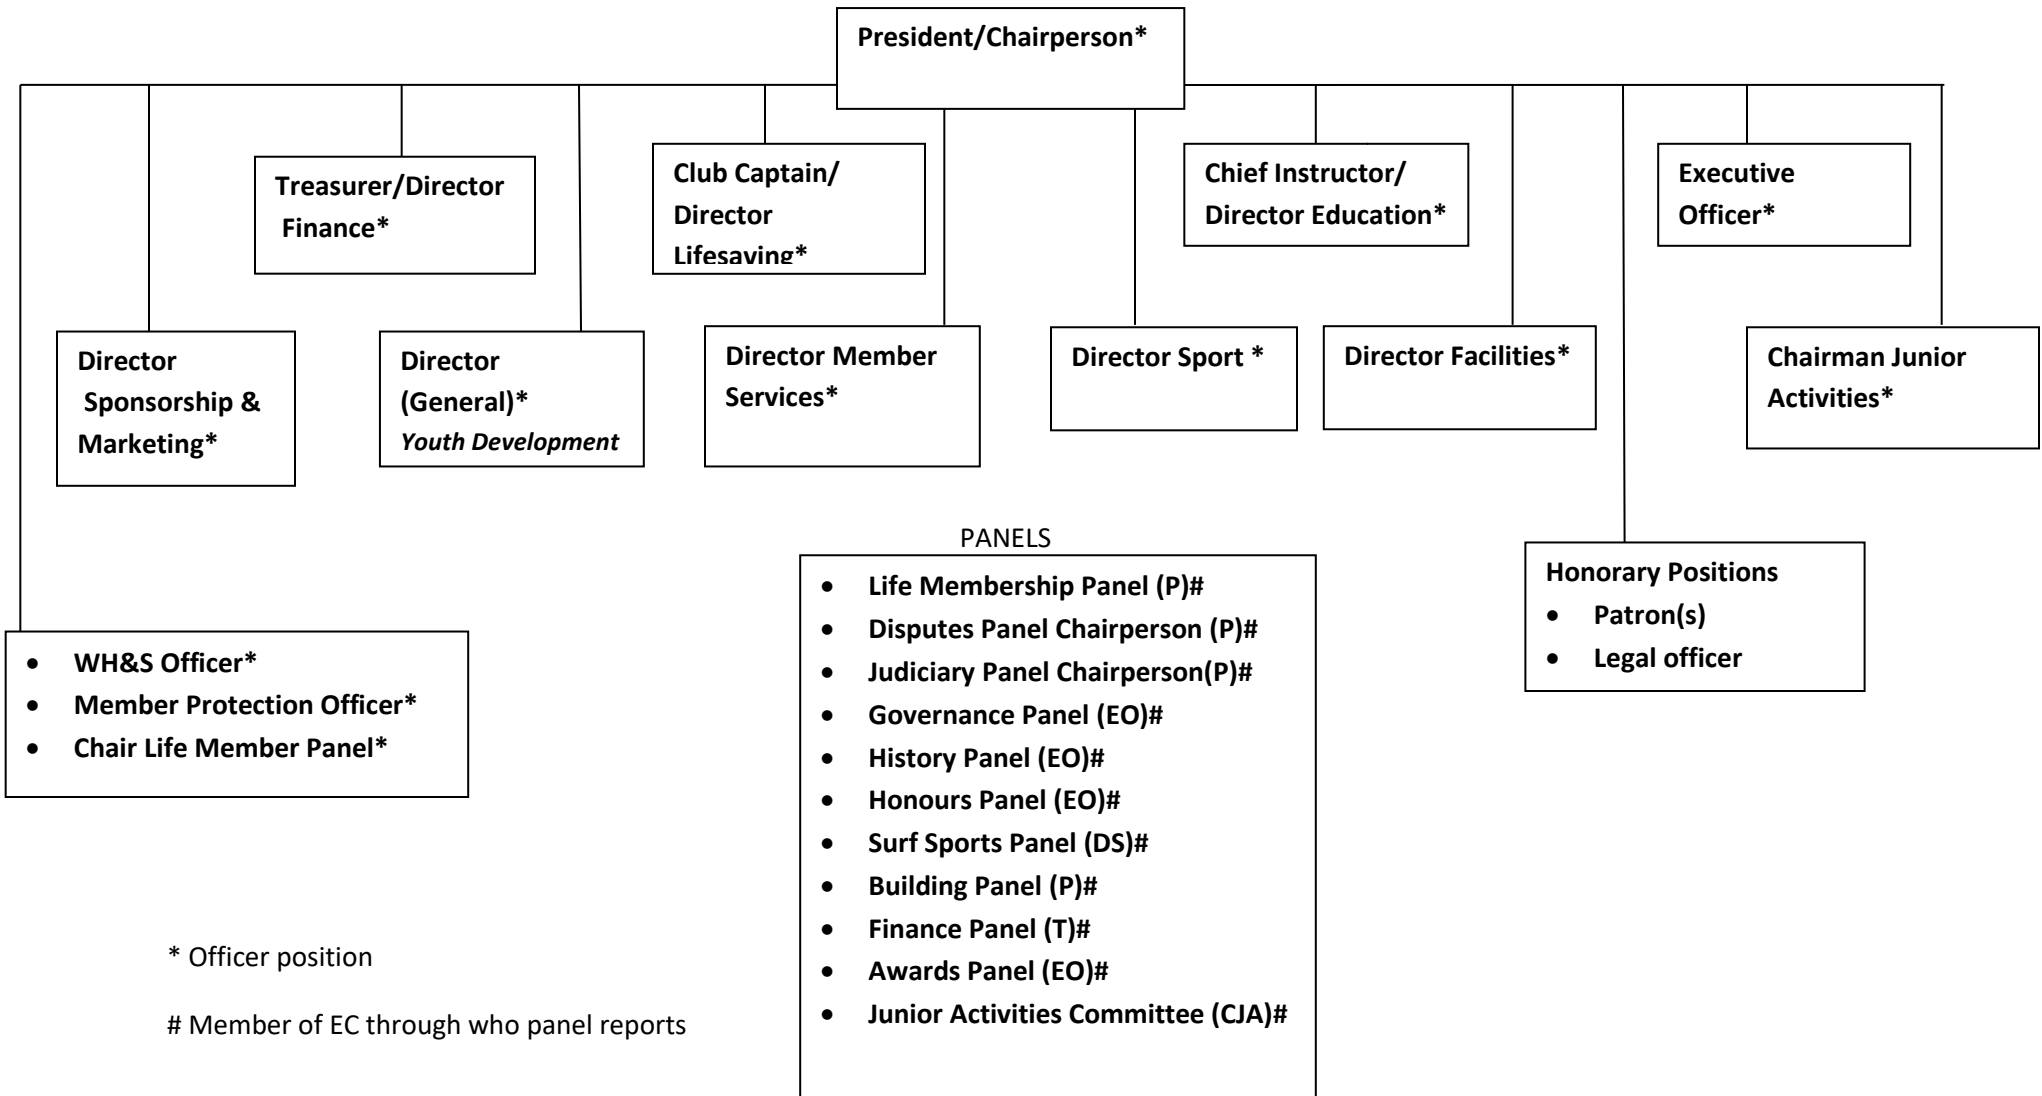 President/Chairperson*
Treasurer/Director
Finance*
Club Captain/
Director
Lifesaving*
Chief Instructor/
Director Education*
Executive
Officer*
Director
Sponsorship &
Marketing*
Director
(General)*
Youth Development
Director Member
Services*
Director Sport *
Director Facilities*
Chairman Junior
Activities*
PANELS
• Life Membership Panel (P)#
• Disputes Panel Chairperson (P)#
• Judiciary Panel Chairperson(P)#
• Governance Panel (EO)#
• History Panel (EO)#
• Honours Panel (EO)#
• Surf Sports Panel (DS)#
• Building Panel (P)#
• Finance Panel (T)#
• Awards Panel (EO)#
• Junior Activities Committee (CJA)#
Honorary Positions
• Patron(s)
• Legal officer
• WH&S Officer*
• Member Protection Officer*
• Chair Life Member Panel*
* Officer position
# Member of EC through who panel reports